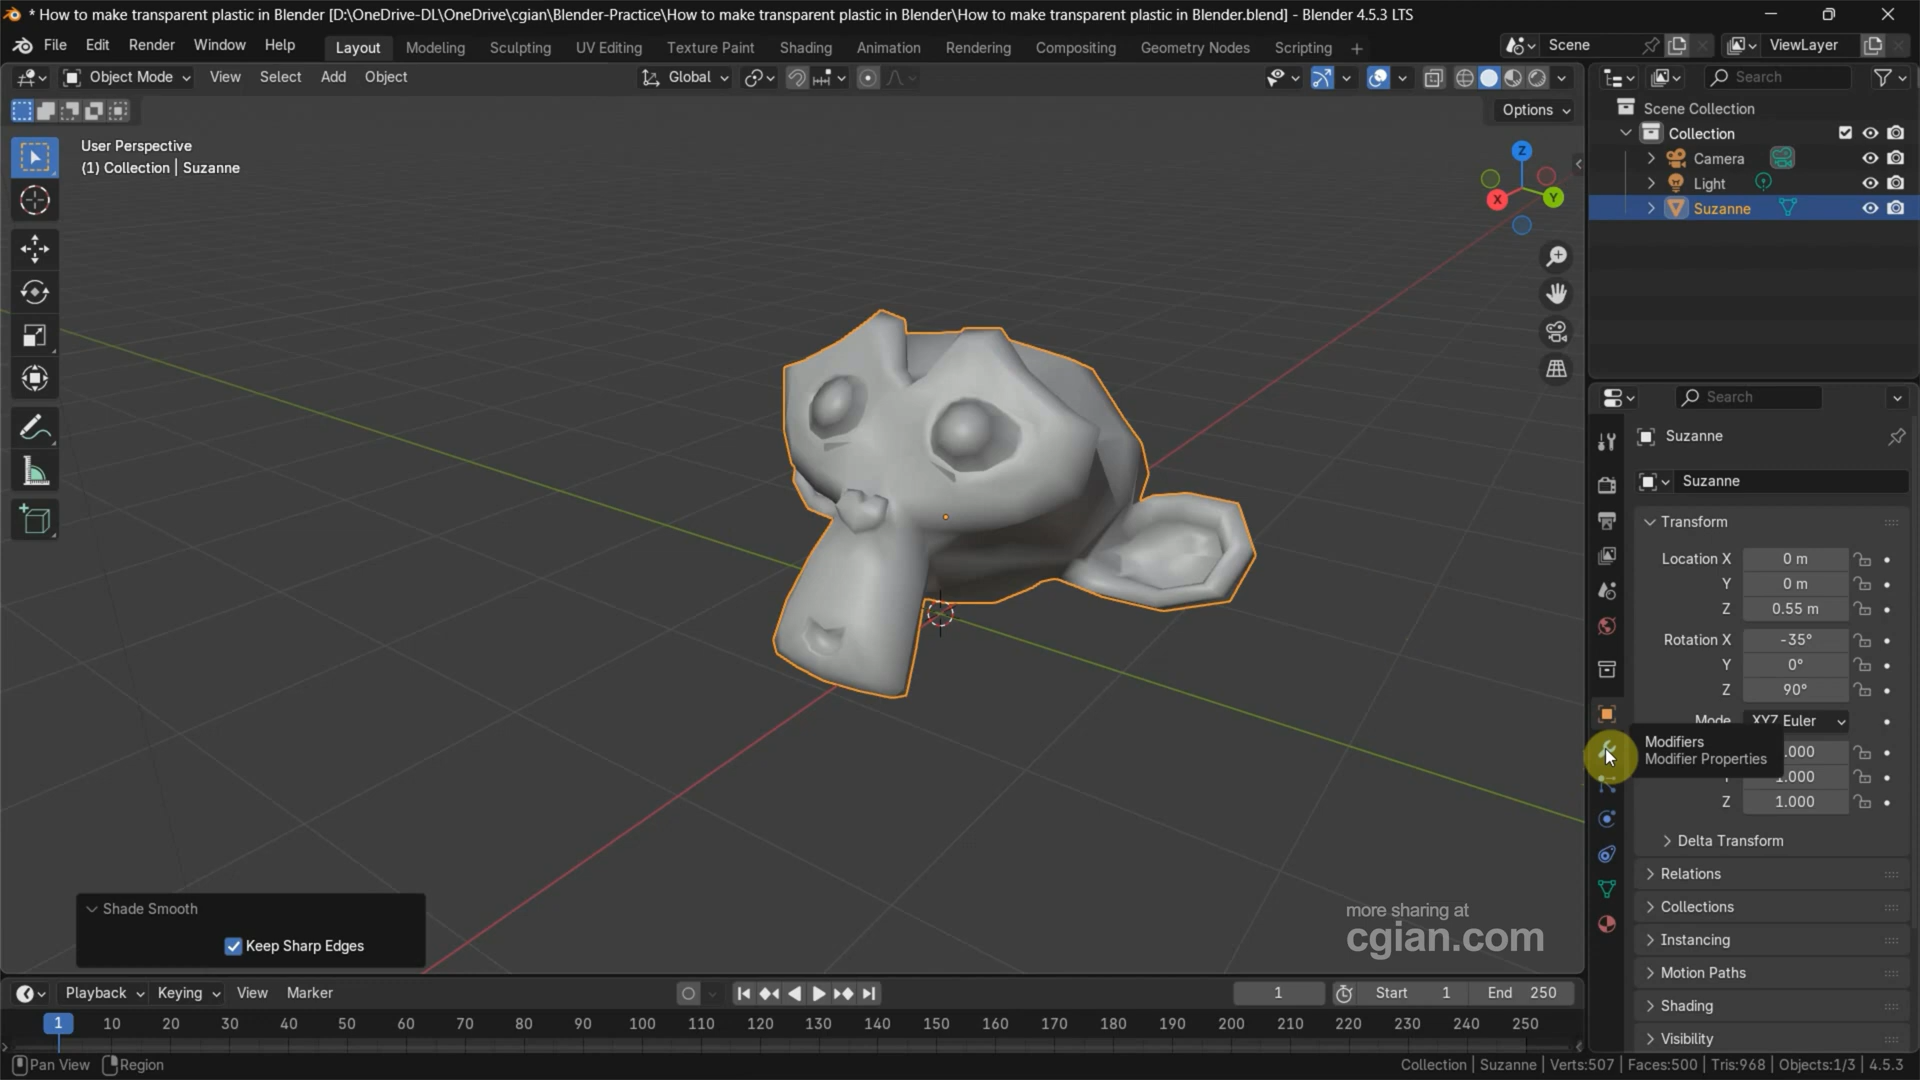 * How to make transparent plastic in Blender [D:\OneDrive-DL\OneDrive\cgian\Blender-Practice\How to make transparent plastic in Blender\How to make transparent plastic in Blender.blend] - Blender 4.5.3 LTS
File Edit Render Window Help Layout Modeling Sculpting UV Editing Texture Paint Shading Animation Rendering Compositing Geometry Nodes Scripting + Scene ViewLayer
Object Mode View Select Add Object Global Search
Options
User Perspective
(1) Collection | Suzanne
Z
X
Y
Scene Collection
Collection
Camera
Light
Suzanne
Search
Suzanne
Suzanne
Transform
Location X 0 m
Y 0 m
Z 0.55 m
Rotation X -35°
Y 0°
Z 90°
Mode XYZ Euler
Modifiers
Modifier Properties
.000
1.000
Z 1.000
Delta Transform
Relations
Collections
Instancing
Motion Paths
Shading
Visibility
Shade Smooth
Keep Sharp Edges
more sharing at
cgian.com
Playback Keying View Marker 1 Start 1 End 250
1 10 20 30 40 50 60 70 80 90 100 110 120 130 140 150 160 170 180 190 200 210 220 230 240 250
Pan View Region Collection | Suzanne | Verts:507 | Faces:500 | Tris:968 | Objects:1/3 | 4.5.3